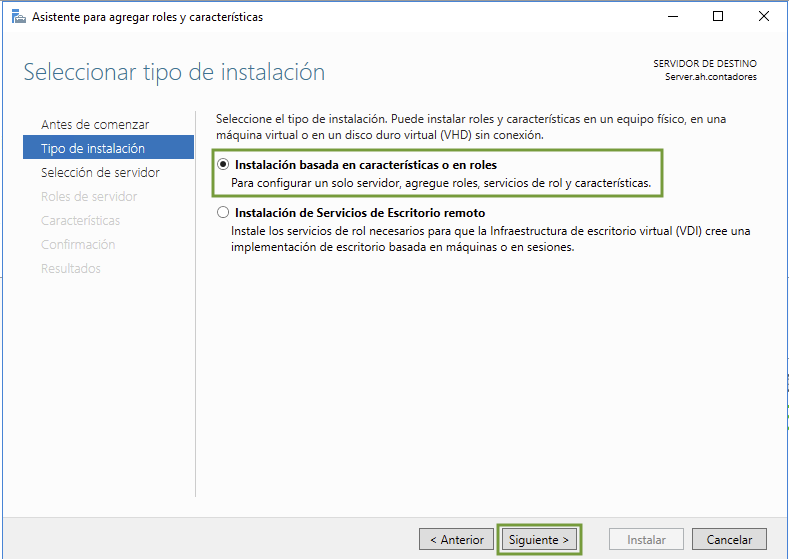 Asistente para agregar roles y características
Seleccionar tipo de instalación
SERVIDOR DE DESTINO
Server.ah.contadores
Antes de comenzar
Tipo de instalación
Selección de servidor
Roles de servidor
Características
Confirmación
Resultados
Seleccione el tipo de instalación. Puede instalar roles y características en un equipo físico, en una
máquina virtual o en un disco duro virtual (VHD) sin conexión.
Instalación basada en características o en roles
Para configurar un solo servidor, agregue roles, servicios de rol y características.
Instalación de Servicios de Escritorio remoto
Instale los servicios de rol necesarios para que la Infraestructura de escritorio virtual (VDI) cree una
implementación de escritorio basada en máquinas o en sesiones.
< Anterior
Siguiente >
Instalar
Cancelar